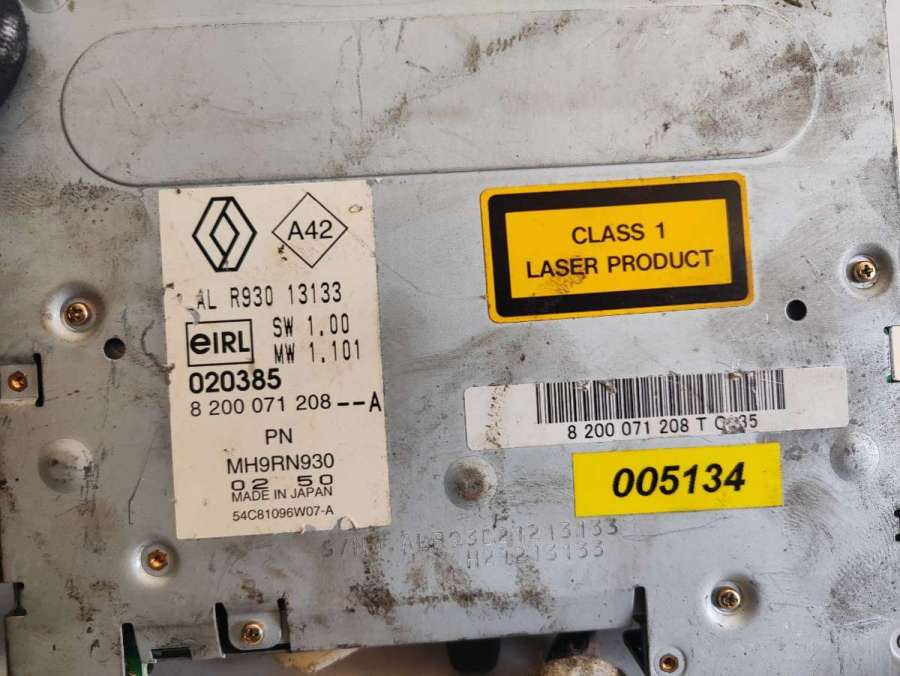 A42
AL R930 13133
eIRL
SW 1.00
MW 1.101
020385
8 200 071 208--A
PN
MH9RN930
02 50
MADE IN JAPAN
54C81096W07-A
CLASS 1
LASER PRODUCT
8 200 071 208 T
005134
H21213133